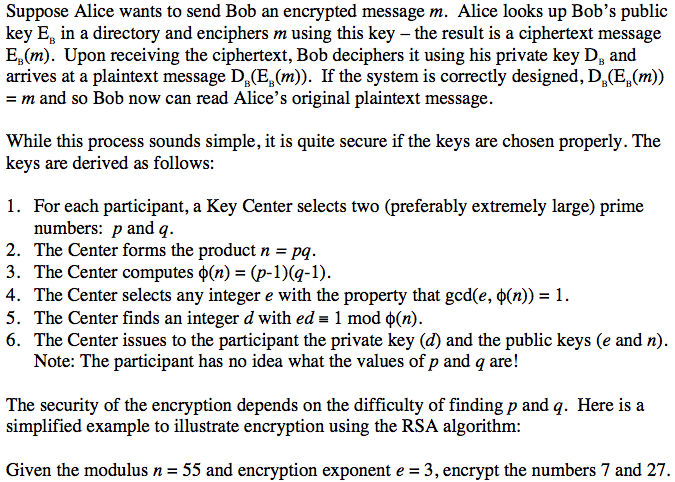 Suppose Alice wants to send Bob an encrypted message m. Alice looks up Bob's public
key E_B in a directory and enciphers m using this key – the result is a ciphertext message
E_B(m). Upon receiving the ciphertext, Bob deciphers it using his private key D_B and
arrives at a plaintext message D_B(E_B(m)). If the system is correctly designed, D_B(E_B(m))
= m and so Bob now can read Alice's original plaintext message.
While this process sounds simple, it is quite secure if the keys are chosen properly. The
keys are derived as follows:
1. For each participant, a Key Center selects two (preferably extremely large) prime
numbers: p and q.
2. The Center forms the product n = pq.
3. The Center computes ϕ(n) = (p-1)(q-1).
4. The Center selects any integer e with the property that gcd(e, ϕ(n)) = 1.
5. The Center finds an integer d with ed ≡ 1 mod ϕ(n).
6. The Center issues to the participant the private key (d) and the public keys (e and n).
Note: The participant has no idea what the values of p and q are!
The security of the encryption depends on the difficulty of finding p and q. Here is a
simplified example to illustrate encryption using the RSA algorithm:
Given the modulus n = 55 and encryption exponent e = 3, encrypt the numbers 7 and 27.